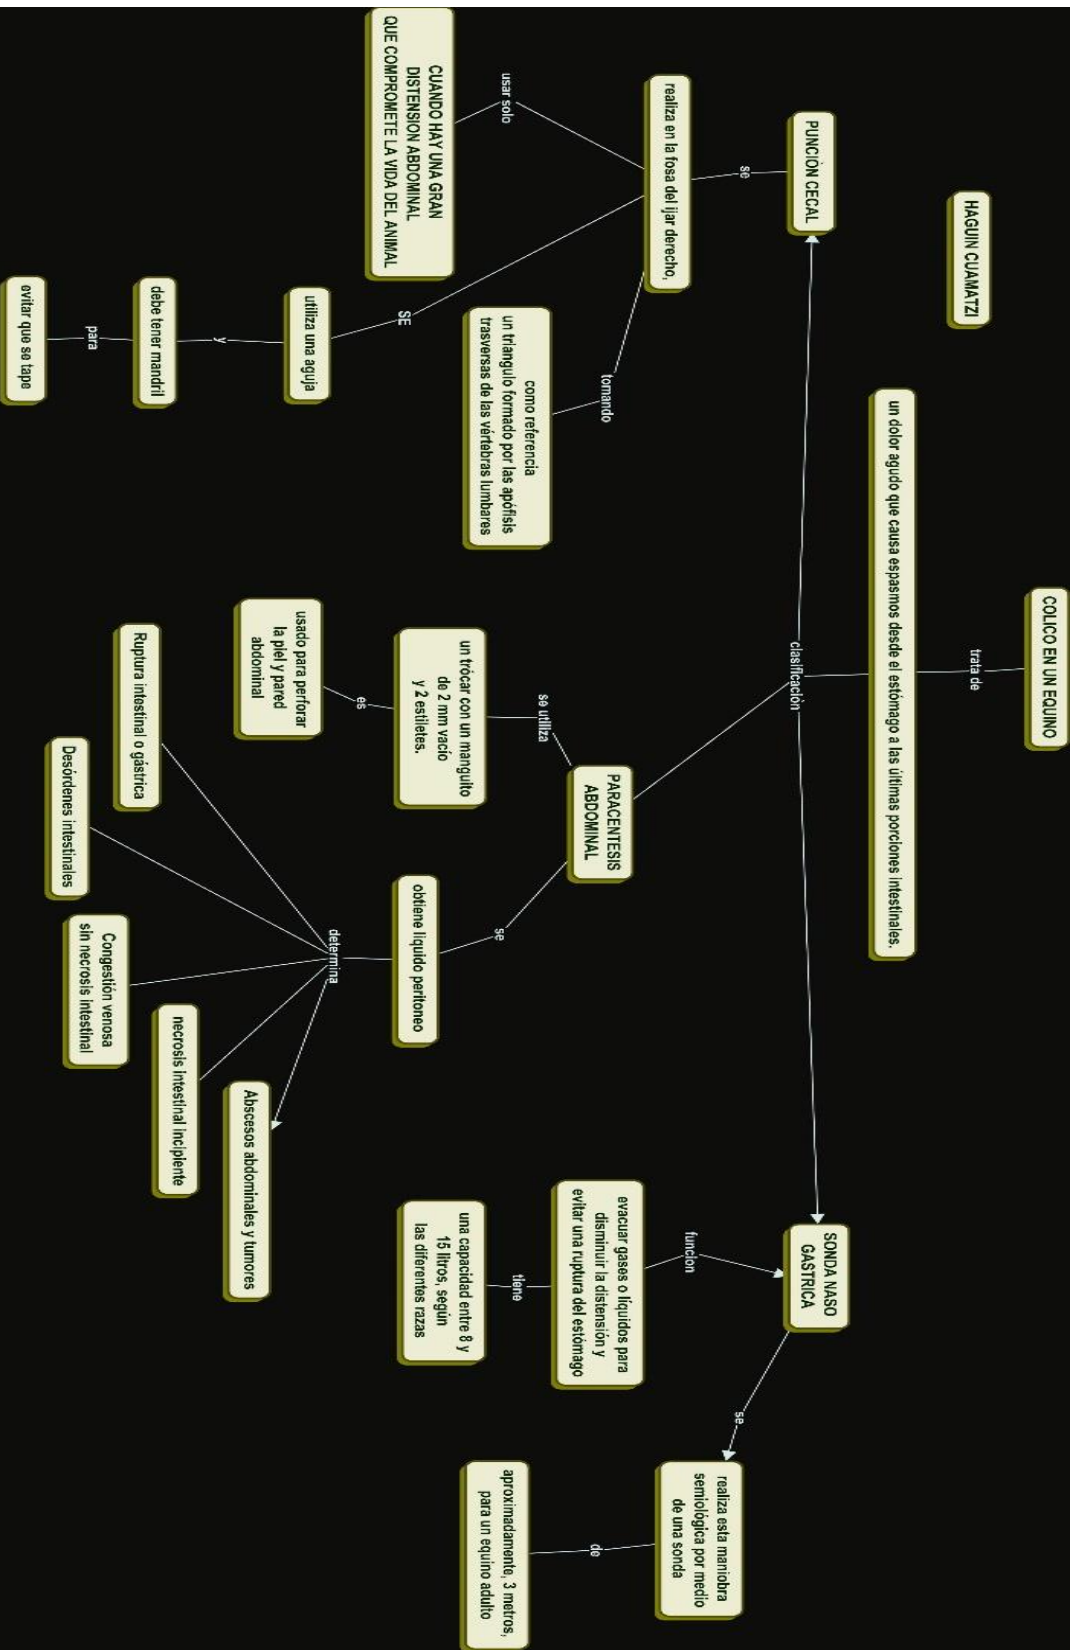 COLICO EN UN EQUINO
trata de
HAGUIN CUAMATZI
un dolor agudo que causa espasmos desde el estómago a las últimas porciones intestinales.
clasificación
PUNCIÓN CECAL
se
realiza en la fosa del ijar derecho,
usar solo
CUANDO HAY UNA GRAN
DISTENSION ABDOMINAL
QUE COMPROMETE LA VIDA DEL ANIMAL
tomando
como referencia
un triangulo formado por las apófisis
trasversas de las vértebras lumbares
SE
utiliza una aguja
y
debe tener mandril
para
evitar que se tape
PARACENTESIS
ABDOMINAL
se utiliza
un trócar con un manguito
de 2 mm vacío
y 2 estiletes.
es
usado para perforar
la piel y pared
abdominal
se
obtiene liquido peritoneo
determina
Ruptura intestinal o gástrica
Desórdenes intestinales
Congestión venosa
sin necrosis intestinal
necrosis intestinal incipiente
Abscesos abdominales y tumores
SONDA NASO
GASTRICA
funcion
evacuar gases o líquidos para
disminuir la distensión y
evitar una ruptura del estómago
tiene
una capacidad entre 8 y
15 litros, según
las diferentes razas
se
realiza esta maniobra
semiológica por medio
de una sonda
de
aproximadamente, 3 metros,
para un equino adulto